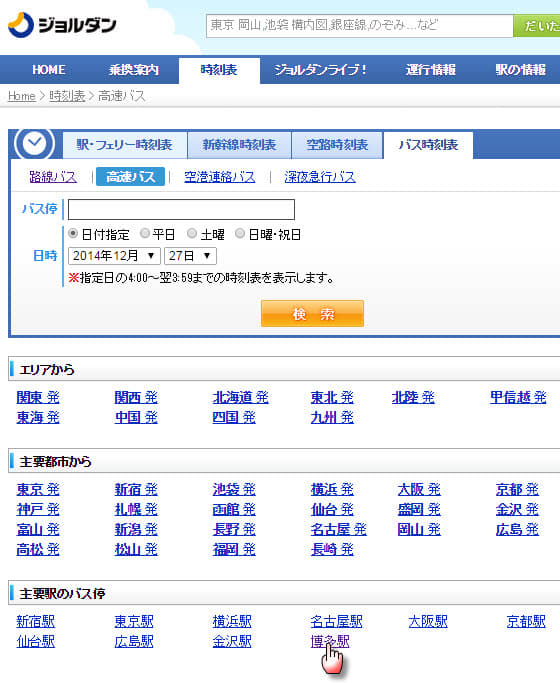 ジョルダン
東京 岡山,池袋 構内図,銀座線,のぞみ...など
だいた
HOME 乗換案内 時刻表 ジョルダンライブ！ 運行情報 駅の情報
Home > 時刻表 > 高速バス
駅・フェリー時刻表 新幹線時刻表 空路時刻表 バス時刻表
路線バス | 高速バス | 空港連絡バス | 深夜急行バス
バス停
日付指定 平日 土曜 日曜・祝日
日時 2014年12月 ▼ 27日 ▼
※指定日の4:00～翌3:59までの時刻表を表示します。
検 索
エリアから
関東 発 関西 発 北海道 発 東北 発 北陸 発 甲信越 発
東海 発 中国 発 四国 発 九州 発
主要都市から
東京 発 新宿 発 池袋 発 横浜 発 大阪 発 京都 発
神戸 発 札幌 発 函館 発 仙台 発 盛岡 発 金沢 発
富山 発 新潟 発 長野 発 名古屋 発 岡山 発 広島 発
高松 発 松山 発 福岡 発 長崎 発
主要駅のバス停
新宿駅 東京駅 横浜駅 名古屋駅 大阪駅 京都駅
仙台駅 広島駅 金沢駅 博多駅